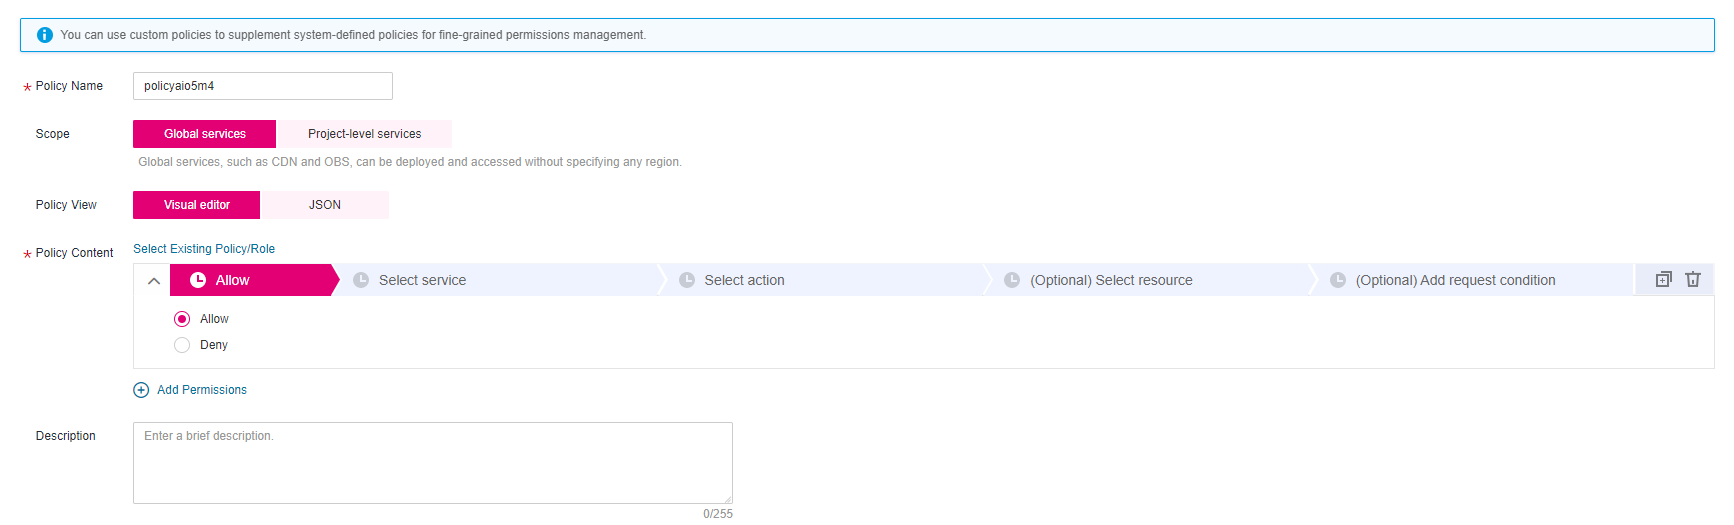 You can use custom policies to supplement system-defined policies for fine-grained permissions management.
* Policy Name policyaio5m4
Scope Global services Project-level services
Global services, such as CDN and OBS, can be deployed and accessed without specifying any region.
Policy View Visual editor JSON
* Policy Content Select Existing Policy/Role
Allow Select service Select action (Optional) Select resource (Optional) Add request condition
Allow
Deny
Add Permissions
Description Enter a brief description.
0/255